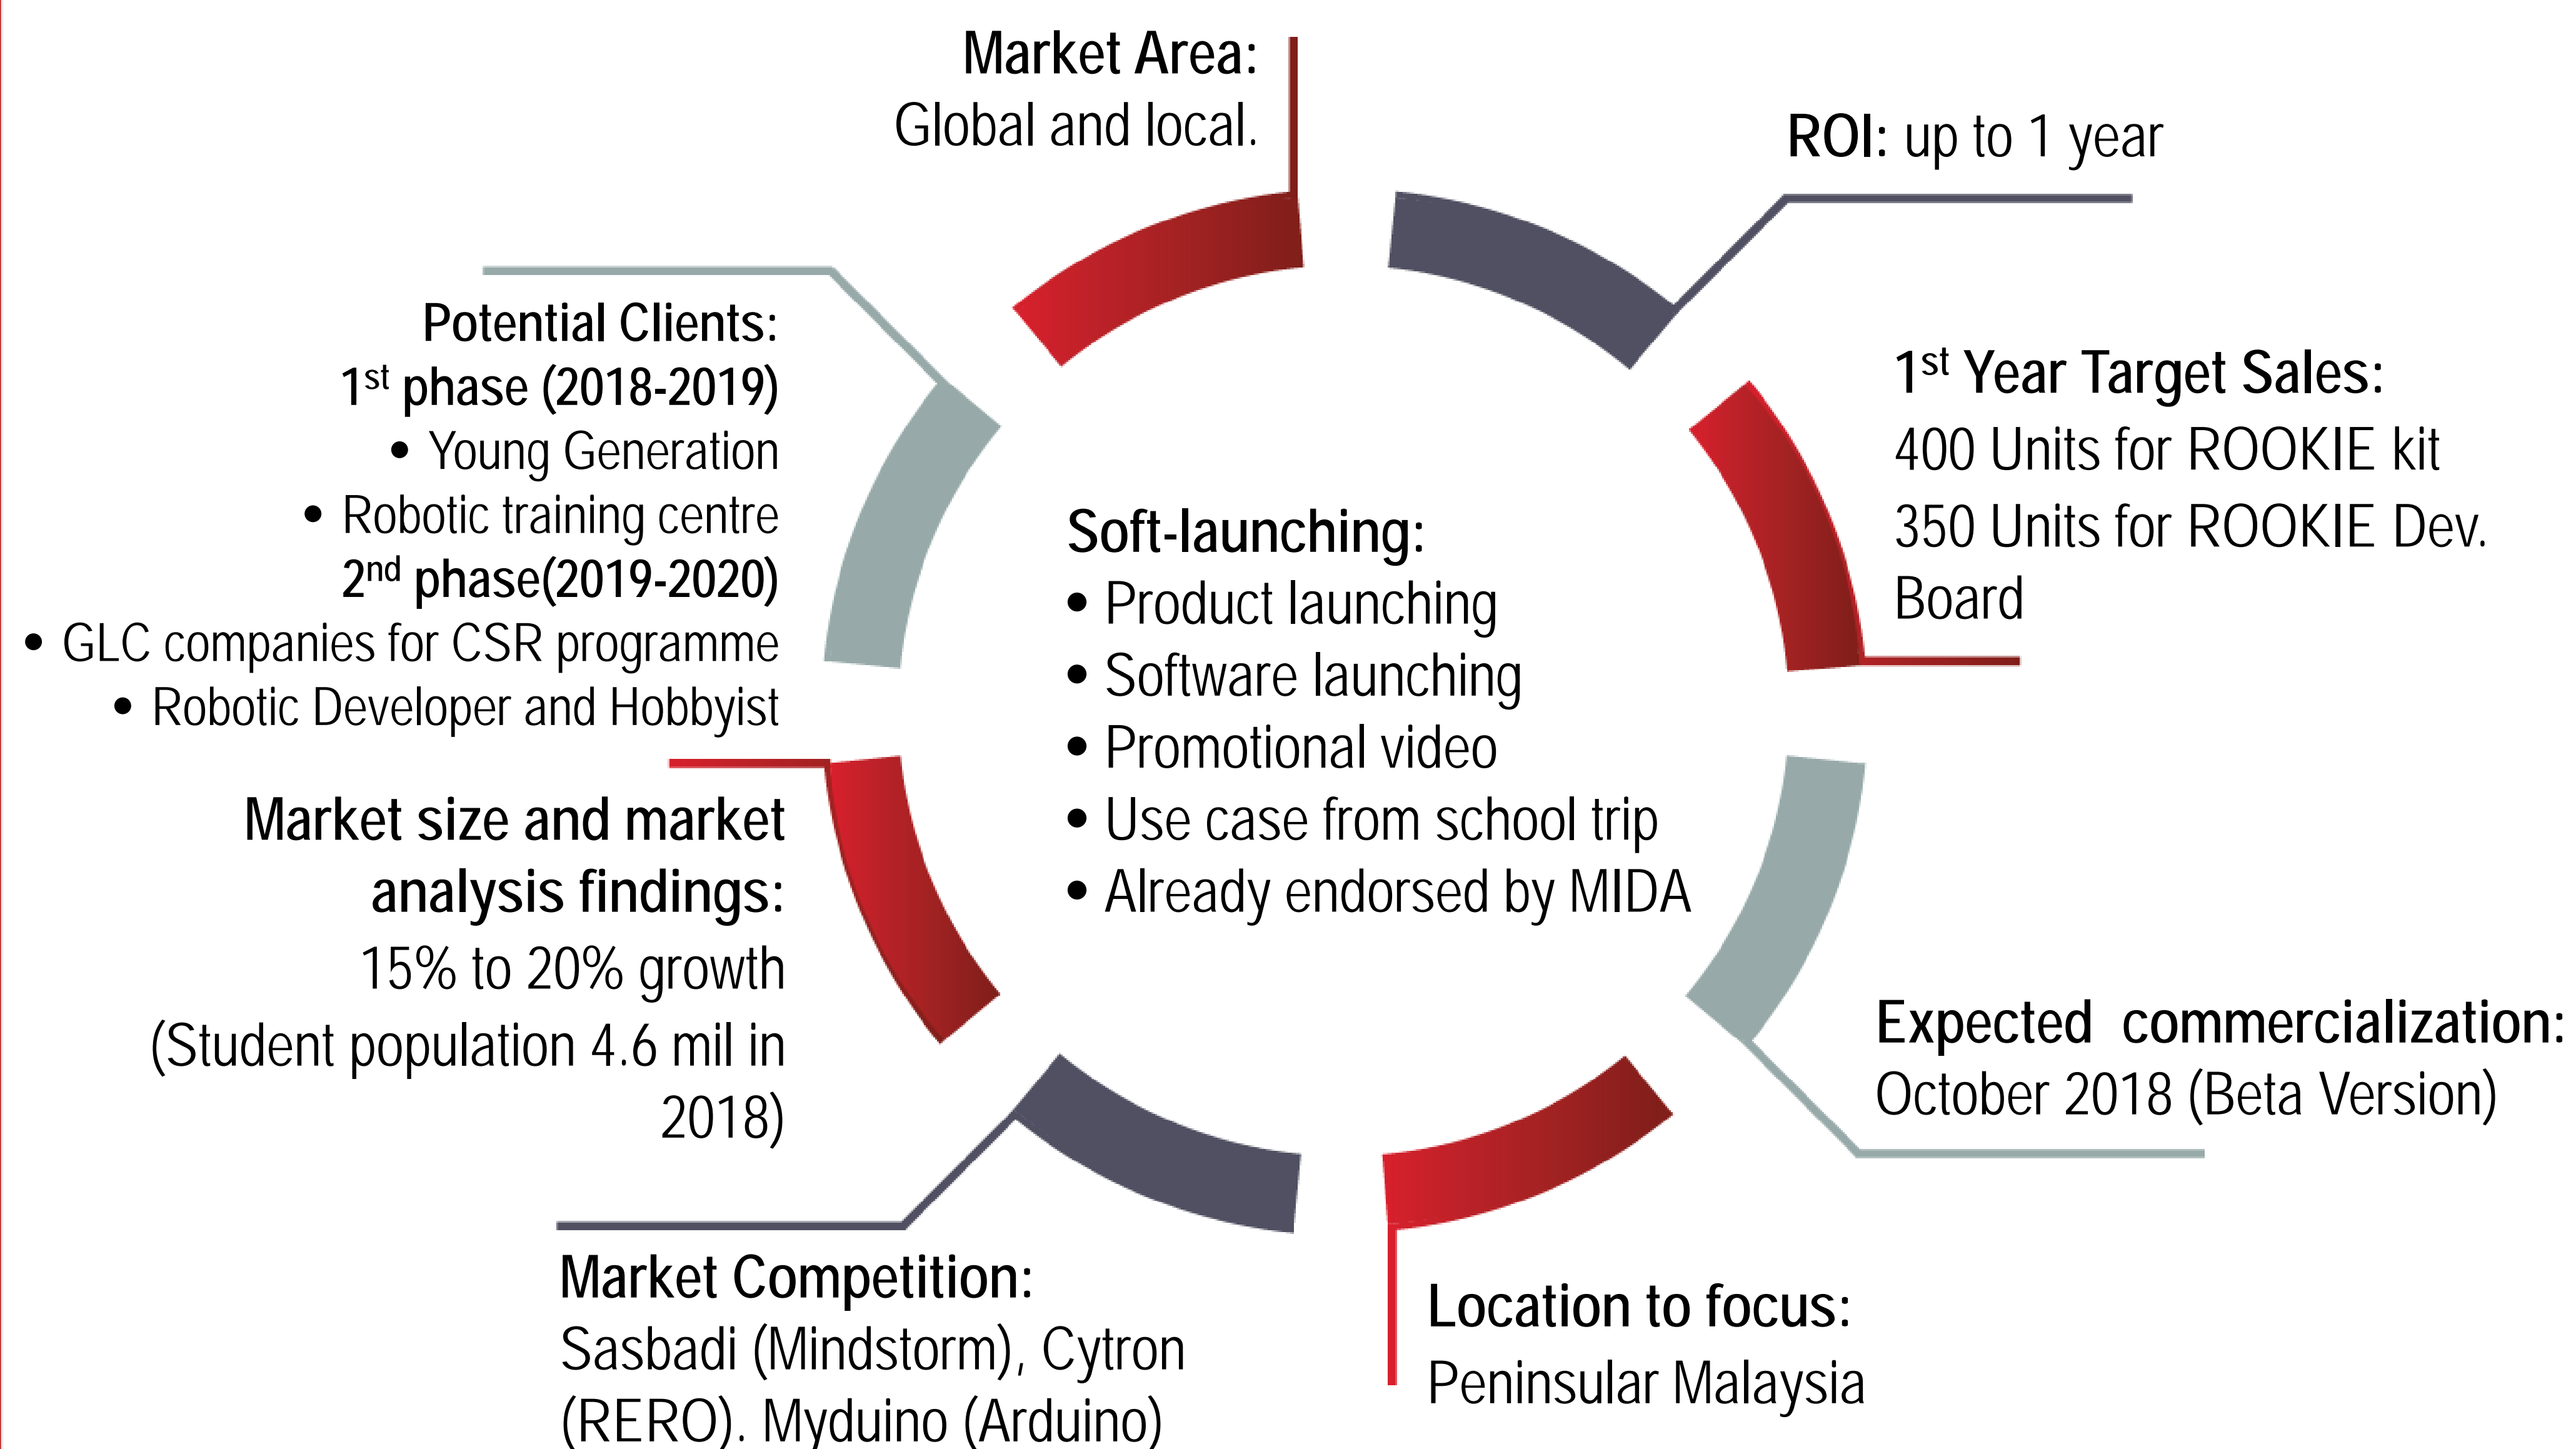 Market Area:
Global and local.
ROI: up to 1 year
1st Year Target Sales:
400 Units for ROOKIE kit
350 Units for ROOKIE Dev.
Board
Expected commercialization:
October 2018 (Beta Version)
Location to focus:
Peninsular Malaysia
Market Competition:
Sasbadi (Mindstorm), Cytron
(RERO). Myduino (Arduino)
Market size and market
analysis findings:
15% to 20% growth
(Student population 4.6 mil in
2018)
Potential Clients:
1st phase (2018-2019)
• Young Generation
• Robotic training centre
2nd phase(2019-2020)
• GLC companies for CSR programme
• Robotic Developer and Hobbyist
Soft-launching:
• Product launching
• Software launching
• Promotional video
• Use case from school trip
• Already endorsed by MIDA